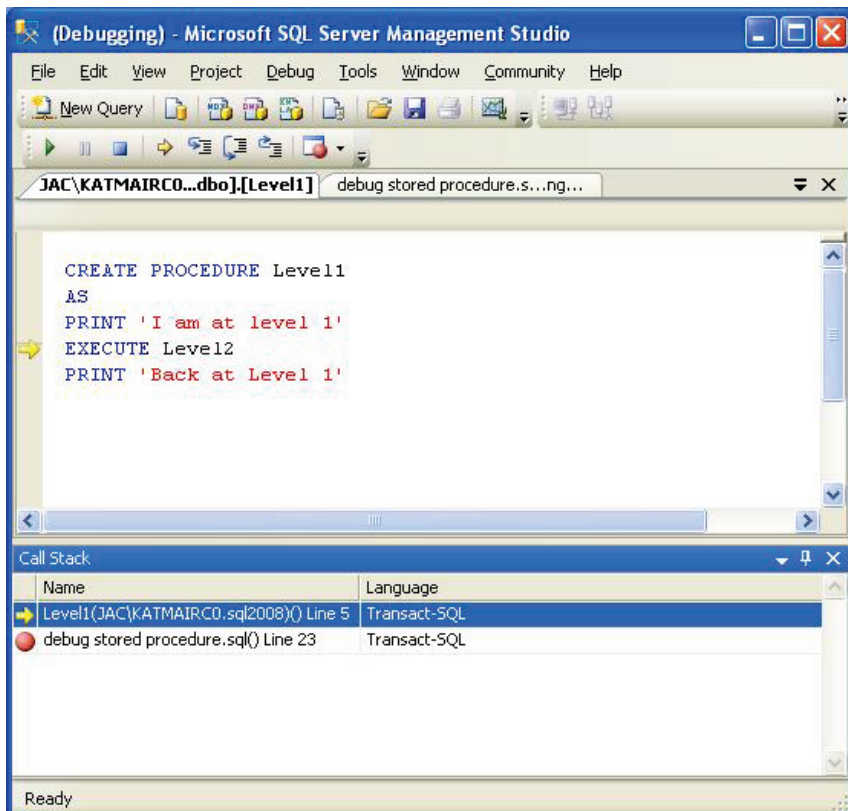 (Debugging) - Microsoft SQL Server Management Studio
File Edit View Project Debug Tools Window Community Help
New Query
JAC\KATMAIRC0...dbo].[Level1] debug stored procedure.s...ng...
CREATE PROCEDURE Level1
AS
PRINT 'I am at level 1'
EXECUTE Level2
PRINT 'Back at Level 1'
Call Stack
Name Language
Level1(JAC\KATMAIRC0.sql2008)() Line 5 Transact-SQL
debug stored procedure.sql() Line 23 Transact-SQL
Ready